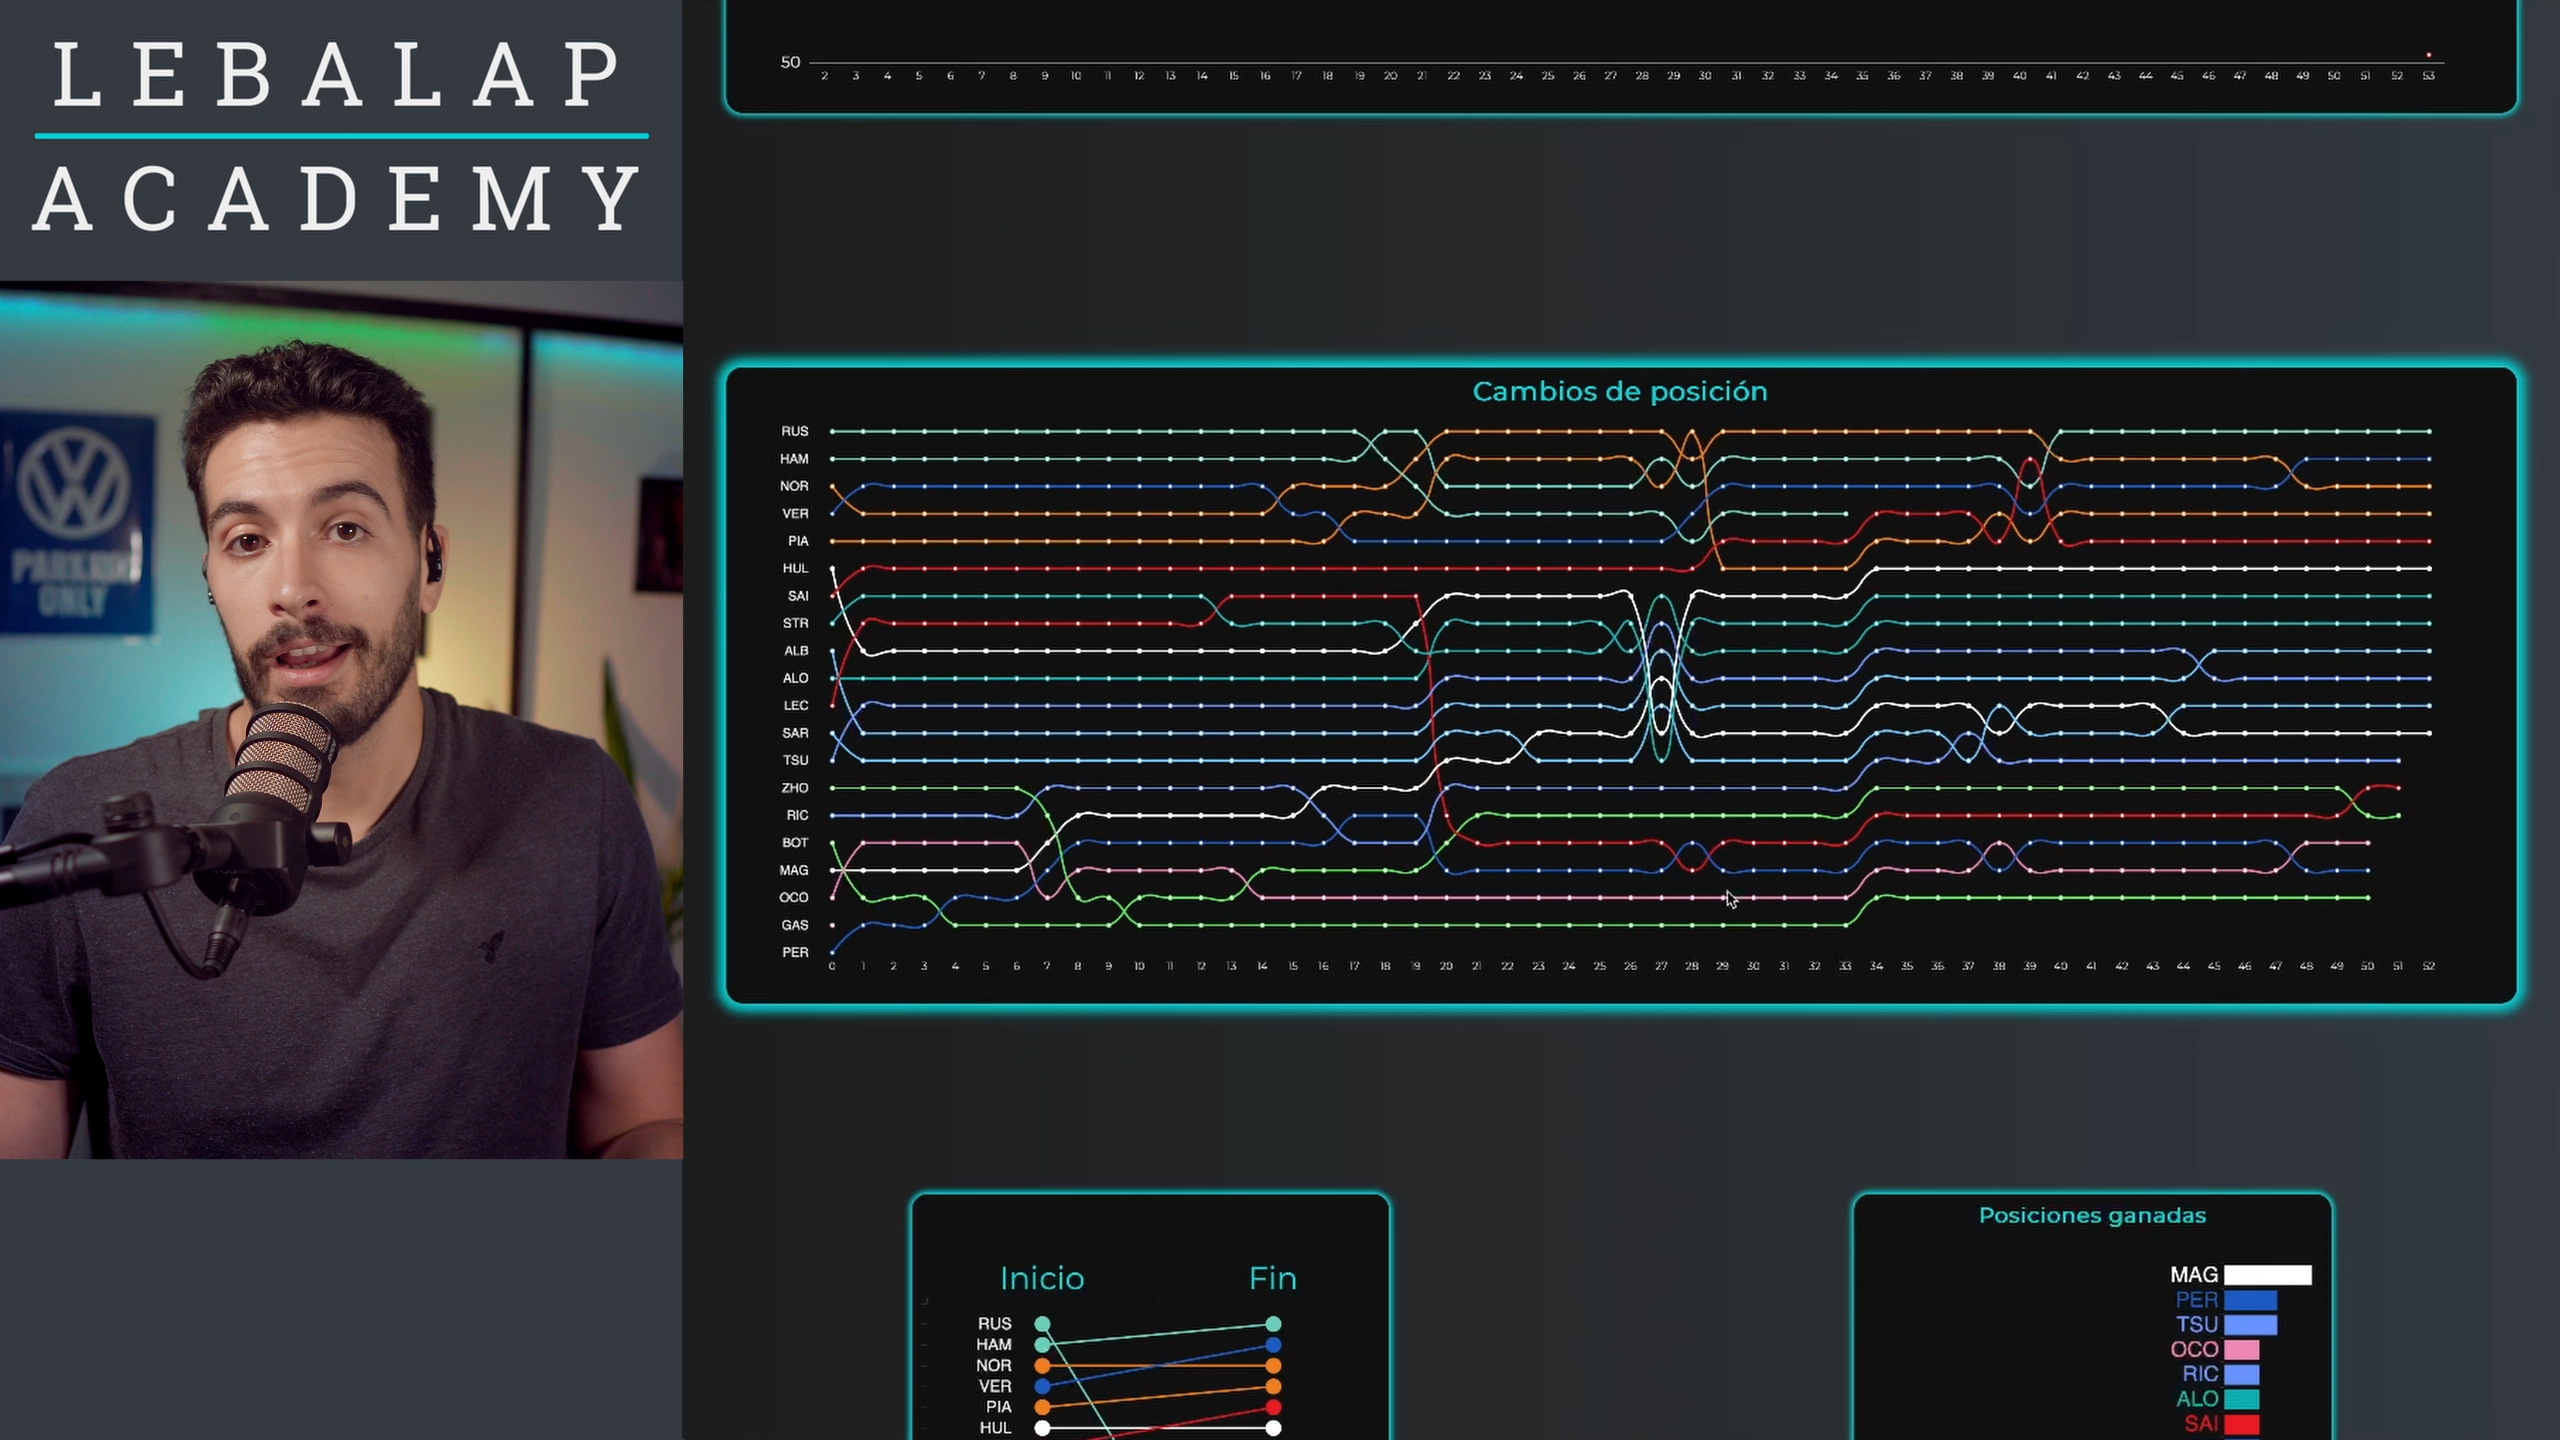 LEBALAP
ACADEMY
PARKING
ONLY
50
2 3 4 5 6 7 8 9 10 11 12 13 14 15 16 17 18 19 20 21 22 23 24 25 26 27 28 29 30 31 32 33 34 35 36 37 38 39 40 41 42 43 44 45 46 47 48 49 50 51 52 53
Cambios de posición
RUS
HAM
NOR
VER
PIA
HUL
SAI
STR
ALB
ALO
LEC
SAR
TSU
ZHO
RIC
BOT
MAG
OCO
GAS
PER
0 1 2 3 4 5 6 7 8 9 10 11 12 13 14 15 16 17 18 19 20 21 22 23 24 25 26 27 28 29 30 31 32 33 34 35 36 37 38 39 40 41 42 43 44 45 46 47 48 49 50 51 52
Inicio Fin
RUS
HAM
NOR
VER
PIA
HUL
Posiciones ganadas
MAG
PER
TSU
OCO
RIC
ALO
SAI